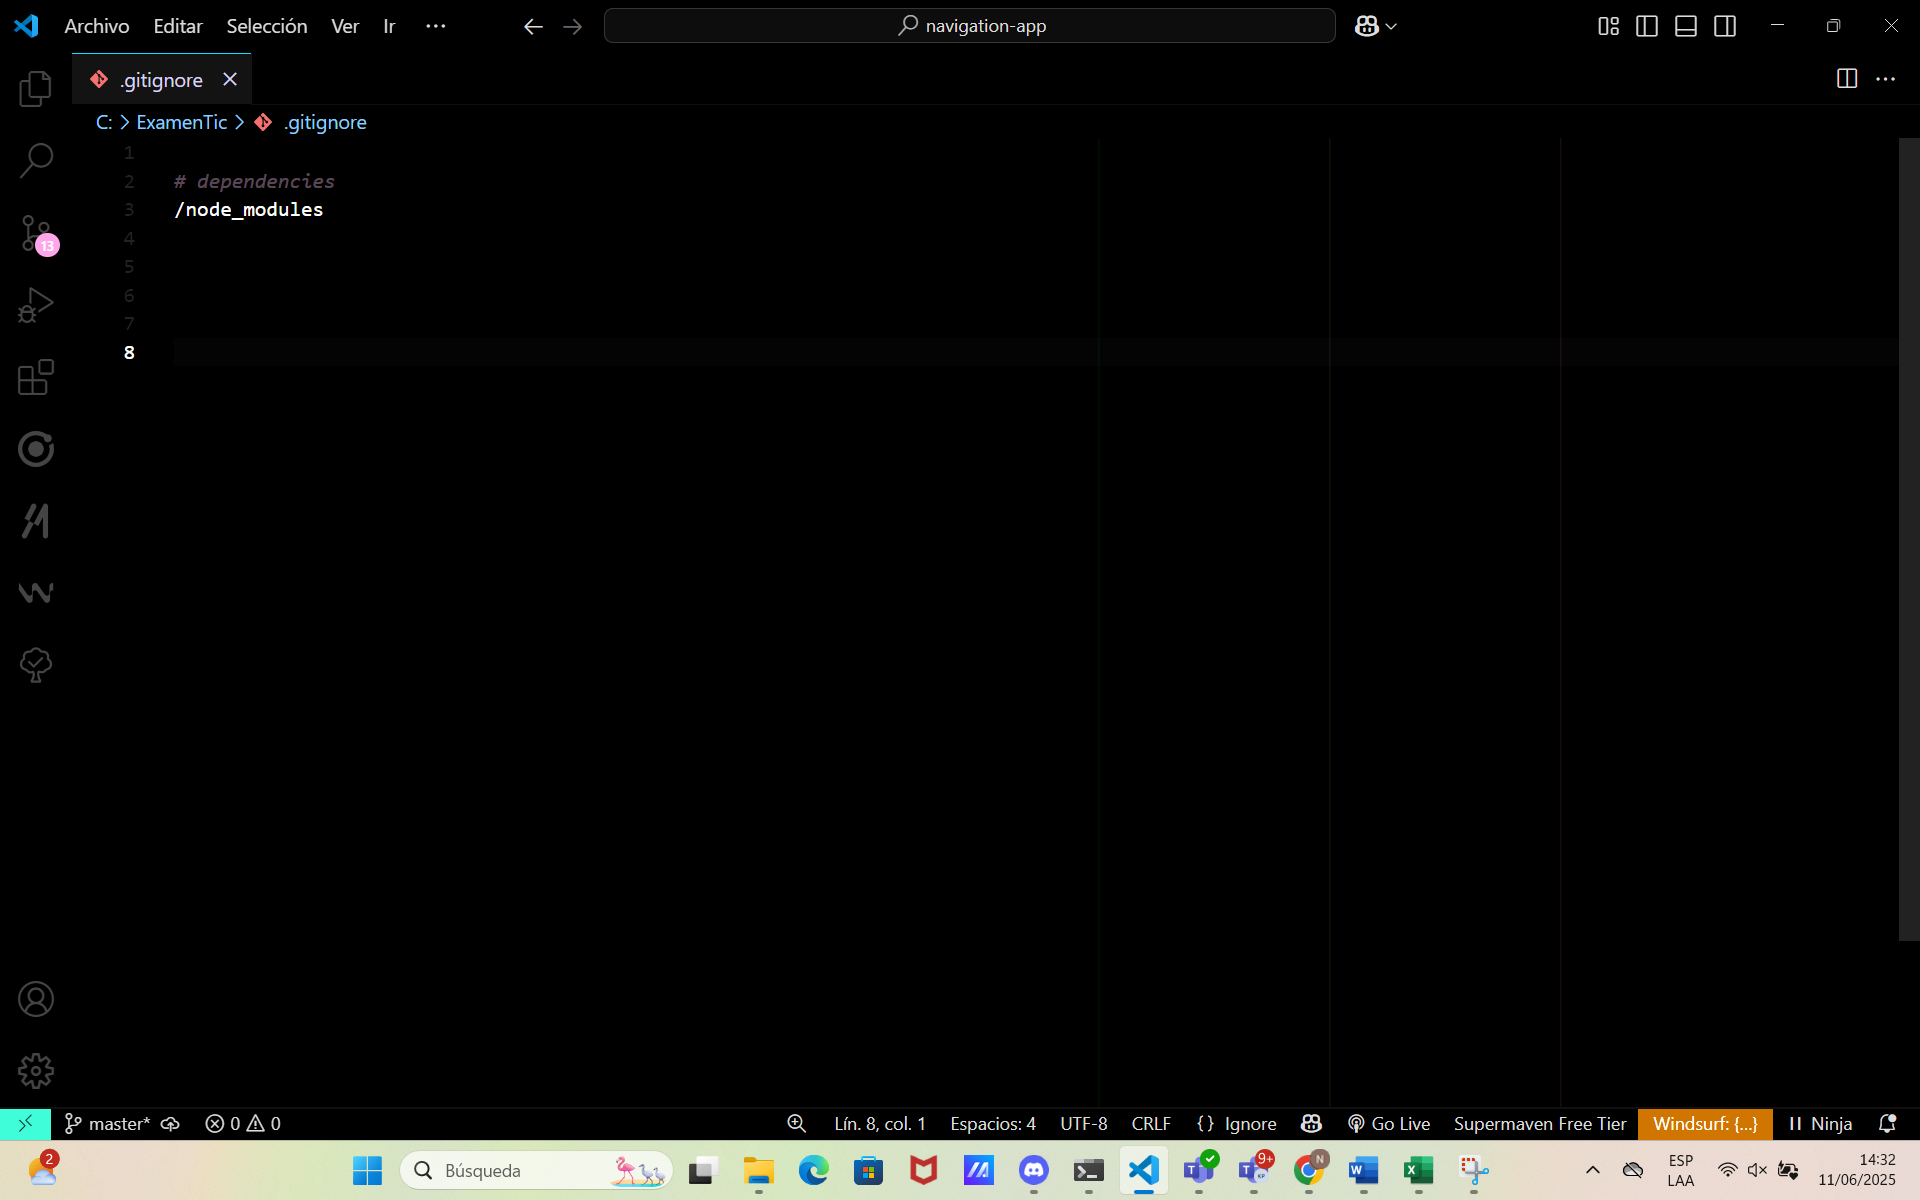 Archivo Editar Selección Ver Ir ··· navigation-app
.gitignore
C: > ExamenTic > .gitignore
1
2 # dependencies
3 /node_modules
4
5
6
7
8
13
master* 0 0 Lín. 8, col. 1 Espacios: 4 UTF-8 CRLF {} Ignore Go Live Supermaven Free Tier Windsurf: {...} Ninja
2 Búsqueda 9+ N ESP LAA 14:32
11/06/2025